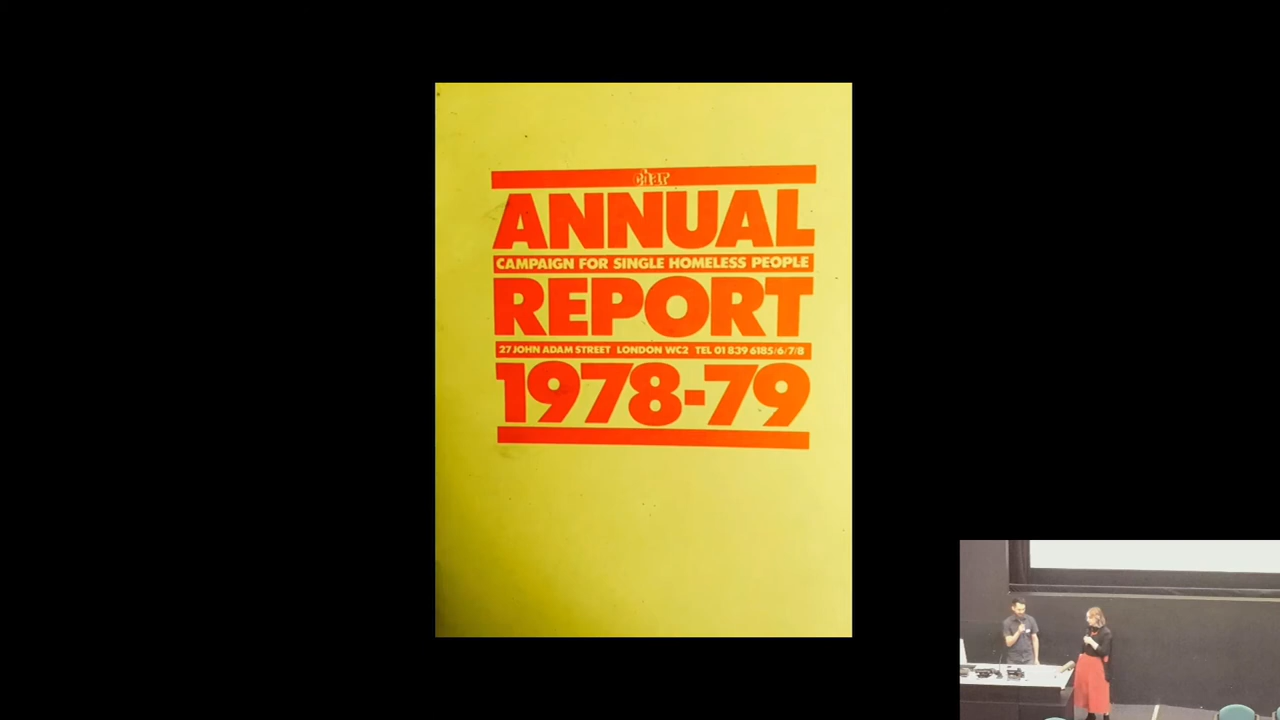 char
ANNUAL
CAMPAIGN FOR SINGLE HOMELESS PEOPLE
REPORT
27 JOHN ADAM STREET LONDON WC2 TEL 01 839 6185/6/7/8
1978-79